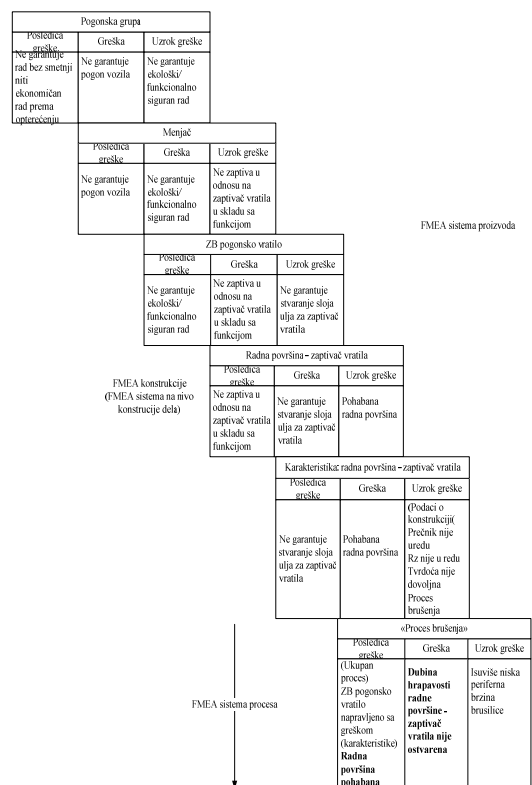 Pogonska grupa
Posledica
greške
Greška
Uzrok greške
Ne garantuje
rad bez smetnji
niti
ekonomičan
rad prema
opterećenju
Ne garantuje
pogon vozila
Ne garantuje
ekološki/
funkcionalno
siguran rad
Menjač
Posledica
greške
Greška
Uzrok greške
Ne garantuje
pogon vozila
Ne garantuje
ekološki/
funkcionalno
siguran rad
Ne zaptiva u
odnosu na
zaptivač vratila
u skladu sa
funkcijom
FMEA sistema proizvoda
ZB pogonsko vratilo
Posledica
greške
Greška
Uzrok greške
Ne garantuje
ekološki/
funkcionalno
siguran rad
Ne zaptiva u
odnosu na
zaptivač vratila
u skladu sa
funkcijom
Ne garantuje
stvaranje sloja
ulja za zaptivač
vratila
Radna površina – zaptivač vratila
Posledica
greške
Greška
Uzrok greške
Ne zaptiva u
odnosu na
zaptivač vratila
u skladu sa
funkcijom
Ne garantuje
stvaranje sloja
ulja za zaptivač
vratila
Pohabana
radna površina
FMEA konstrukcije
(FMEA sistema na nivo
konstrucije dela)
Karakteristika: radna površina – zaptivač vratila
Posledica
greške
Greška
Uzrok greške
Ne garantuje
stvaranje sloja
ulja za zaptivač
vratila
Pohabana
radna površina
(Podaci o
konstrukciji(
Prečnik nije
uredu
Rz nije u redu
Tvrdoća nije
dovoljna
Proces
brušenja
«Proces brušenja»
Posledica
greške
Greška
Uzrok greške
(Ukupan
proces)
ZB pogonsko
vratilo
napravljeno sa
greškom
(karakteristike)
Radna
površina
pohabana
Dubina
hrapavosti
radne
površine -
zaptivač
vratila nije
ostvarena
Isuviše niska
periferna
brzina
brusilice
FMEA sistema procesa